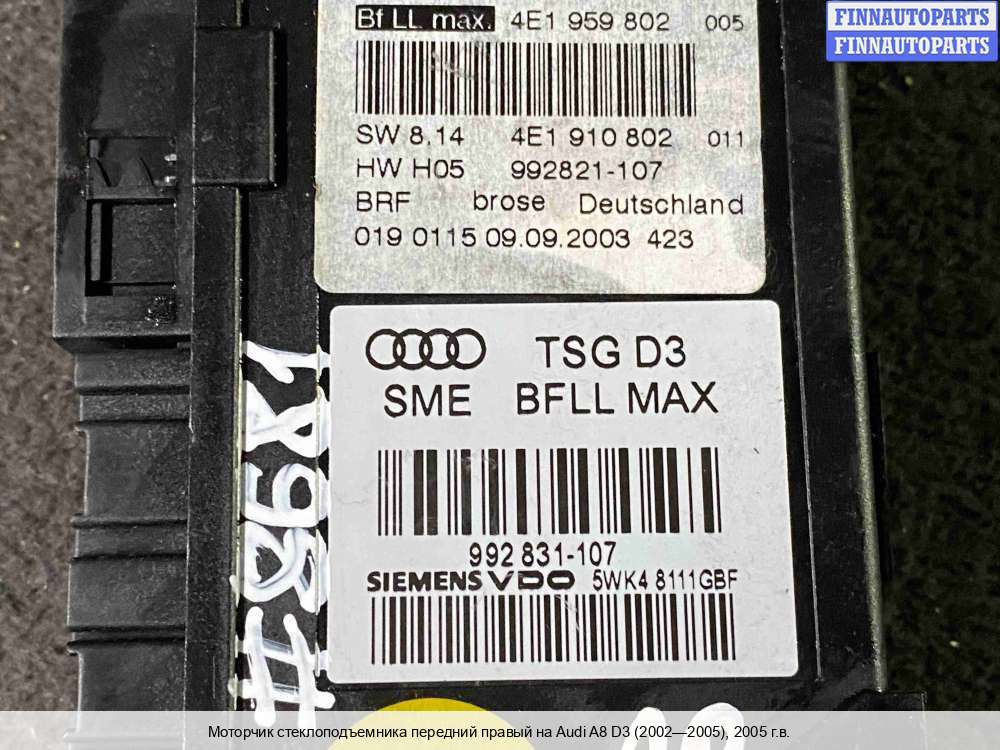 FINNAUTOPARTS
FINNAUTOPARTS
Bf LL max. 4E1 959 802 005
SW 8.14 4E1 910 802 011
HW H05 992821-107
BRF brose Deutschland
019 0115 09.09.2003 423
TSG D3
SME BFLL MAX
992 831-107
SIEMENS VDO 5WK4 8111GBF
Моторчик стеклоподъемника передний правый на Audi A8 D3 (2002—2005), 2005 г.в.